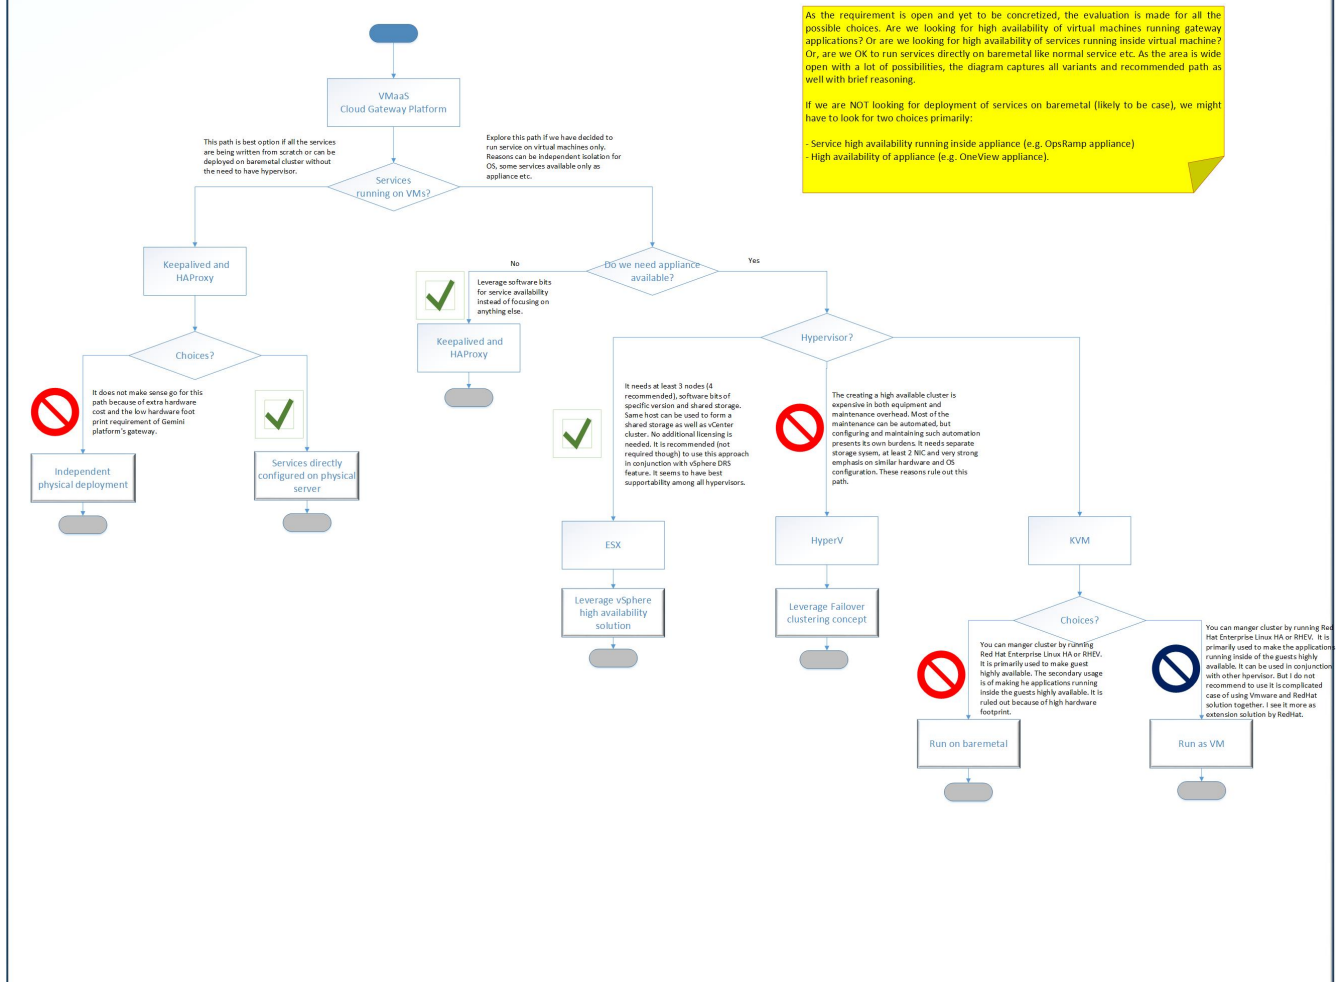 As the requirement is open and yet to be concretized, the evaluation is made for all the
possible choices. Are we looking for high availability of virtual machines running gateway
applications? Or are we looking for high availability of services running inside virtual machine?
Or, are we OK to run services directly on baremetal like normal service etc. As the area is wide
open with a lot of possibilities, the diagram captures all variants and recommended path as
well with brief reasoning.
If we are NOT looking for deployment of services on baremetal (likely to be case), we might
have to look for two choices primarily:
- Service high availability running inside appliance (e.g. OpsRamp appliance)
- High availability of appliance (e.g. OneView appliance).
VMaaS
Cloud Gateway Platform
This path is best option if all the services
are being written from scratch or can be
deployed on baremetal cluster without
the need to have hypervisor.
Explore this path if we have decided to
run service on virtual machines only.
Reasons can be independent isolation for
OS, some services available only as
appliance etc.
Services
running on VMs?
Keepalived and
HAProxy
No
Do we need appliance
available?
Yes
Leverage software bits
for service availability
instead of focusing on
anything else.
Keepalived and
HAProxy
Hypervisor?
Choices?
It does not make sense go for this
path because of extra hardware
cost and the low hardware foot
print requirement of Gemini
platform's gateway.
Independent
physical deployment
Services directly
configured on physical
server
It needs at least 3 nodes (4
recommended), software bits of
specific version and shared storage.
Same host can be used to form a
shared storage as well as vCenter
cluster. No additional licensing is
needed. It is recommended (not
required though) to use this approach
in conjunction with vSphere DRS
feature. It seems to have best
supportability among all hypervisors.
The creating a high available cluster is
expensive in both equipment and
maintenance overhead. Most of the
maintenance can be automated, but
configuring and maintaining such automation
presents its own burdens. It needs separate
storage sysem, at least 2 NIC and very strong
emphasis on similar hardware and OS
configuration. These reasons rule out this
path.
ESX
HyperV
KVM
Leverage vSphere
high availability
solution
Leverage Failover
clustering concept
Choices?
You can manger cluster by running
Red Hat Enterprise Linux HA or RHEV.
It is primarily used to make guest
highly available. The secondary usage
is of making he applications running
inside the guests highly available. It is
ruled out because of high hardware
footprint.
You can manger cluster by running Red
Hat Enterprise Linux HA or RHEV. It is
primarily used to make the applications
running inside of the guests highly
available. It can be used in conjunction
with other hpervisor. But I do not
recommend to use it is complicated
case of using Vmware and RedHat
solution together. I see it more as
extension solution by RedHat.
Run on baremetal
Run as VM